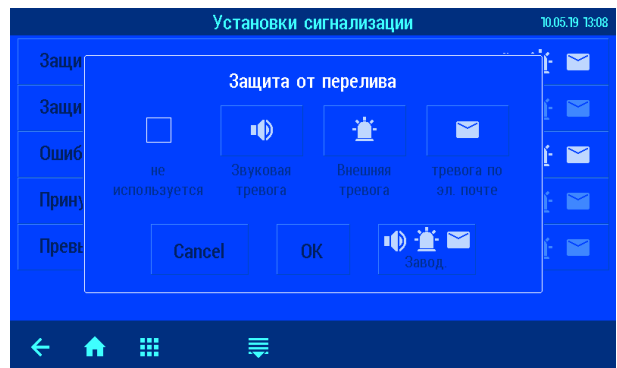 Установки сигнализации
10.05.19 13:08
Защи
Защи
Ошиб
Прину
Превы
Защита от перелива
не
используется
Звуковая
тревога
Внешняя
тревога
тревога по
эл. почте
Cancel
OK
Завод.